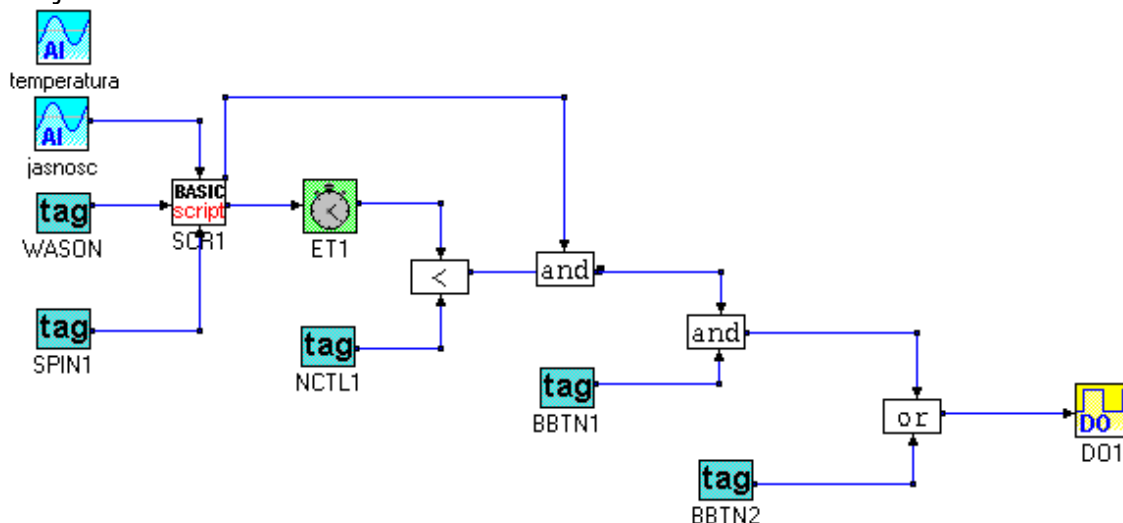 AI
temperatura
AI
jasnosc
tag
WASON
BASIC
script
SCR1
ET1
tag
SPIN1
<
tag
NCTL1
and
and
tag
BBTN1
or
DO
DO1
tag
BBTN2